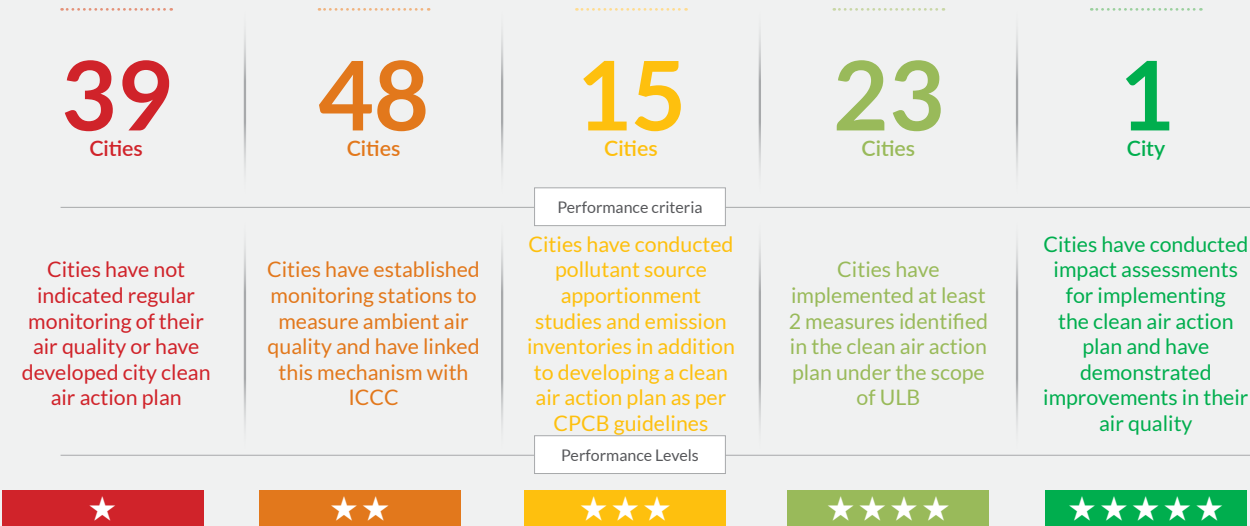 39
Cities
48
Cities
15
Cities
23
Cities
1
City
Performance criteria
Cities have not
indicated regular
monitoring of their
air quality or have
developed city clean
air action plan
Cities have established
monitoring stations to
measure ambient air
quality and have linked
this mechanism with
ICCC
Cities have conducted
pollutant source
apportionment
studies and emission
inventories in addition
to developing a clean
air action plan as per
CPCB guidelines
Cities have
implemented at least
2 measures identified
in the clean air action
plan under the scope
of ULB
Cities have conducted
impact assessments
for implementing
the clean air action
plan and have
demonstrated
improvements in their
air quality
Performance Levels